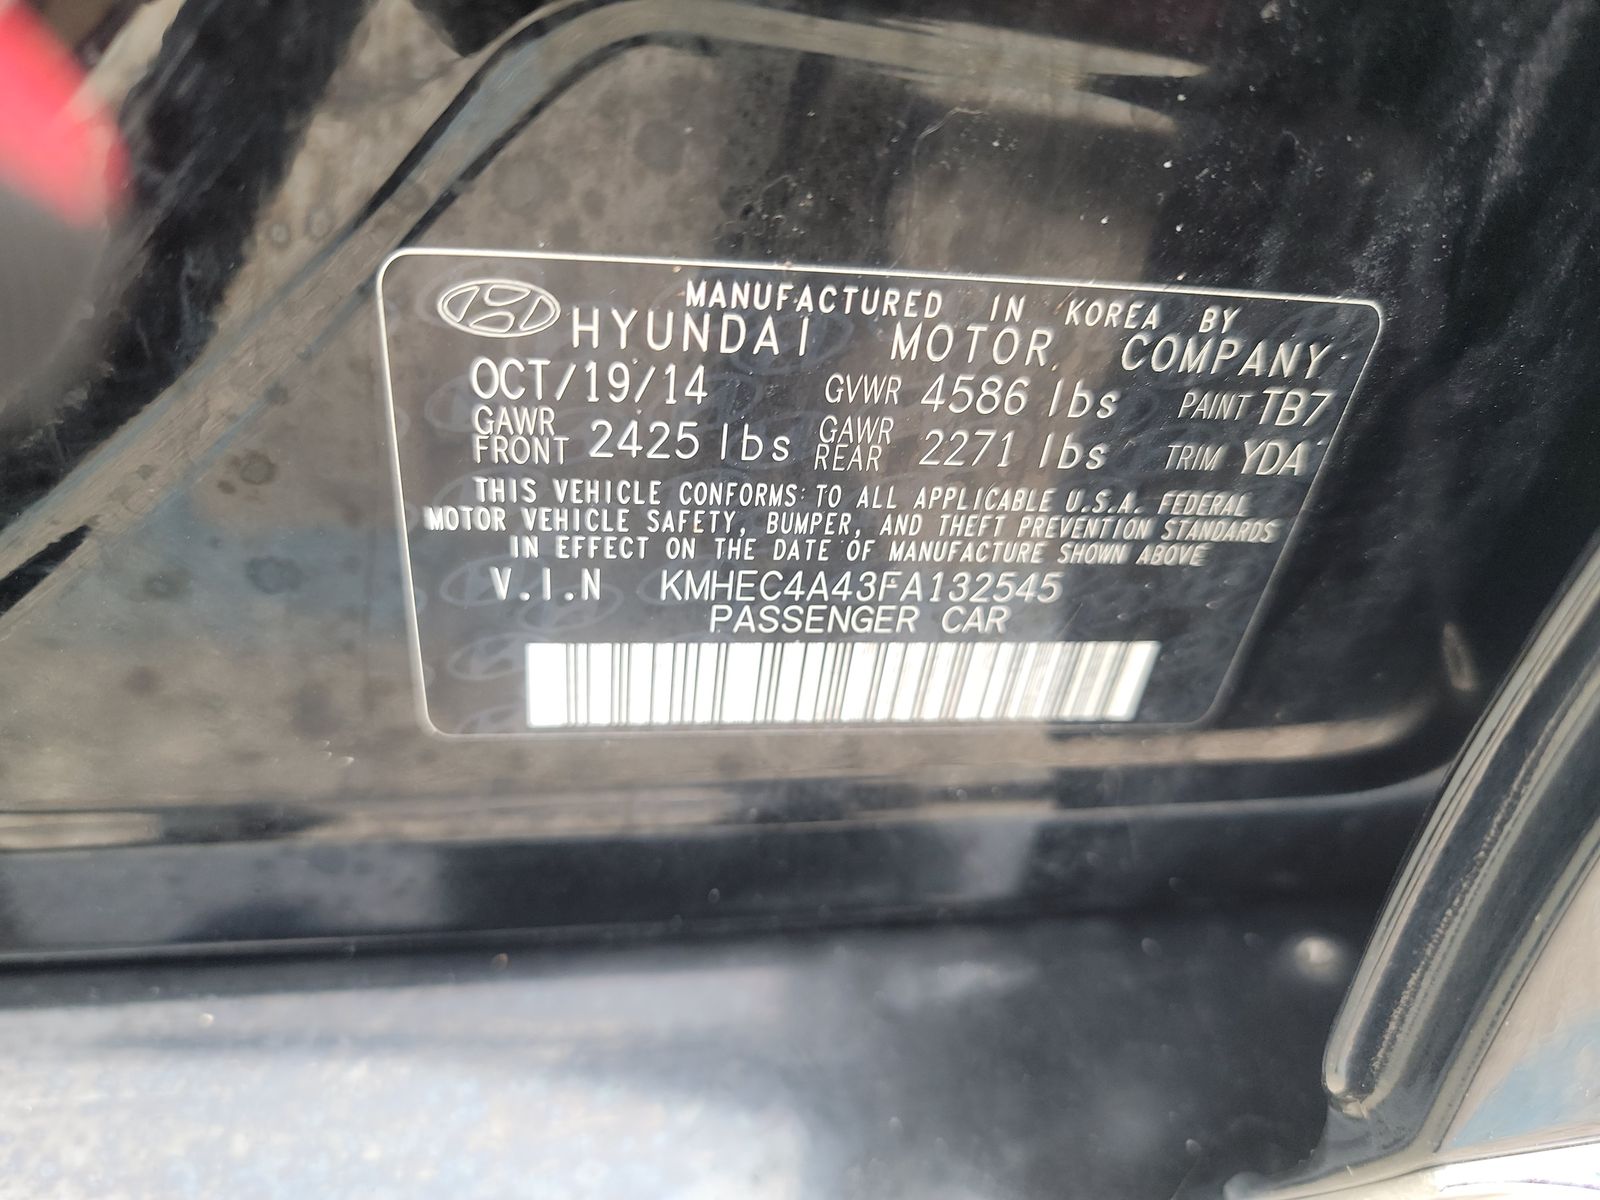 MANUFACTURED IN KOREA BY
HYUNDAI MOTOR COMPANY
OCT/19/14 GVWR 4586 lbs PAINT TB7
GAWR FRONT 2425 lbs GAWR REAR 2271 lbs TRIM YDA
THIS VEHICLE CONFORMS TO ALL APPLICABLE U.S.A. FEDERAL
MOTOR VEHICLE SAFETY, BUMPER, AND THEFT PREVENTION STANDARDS
IN EFFECT ON THE DATE OF MANUFACTURE SHOWN ABOVE
V.I.N KMHEC4A43FA132545
PASSENGER CAR